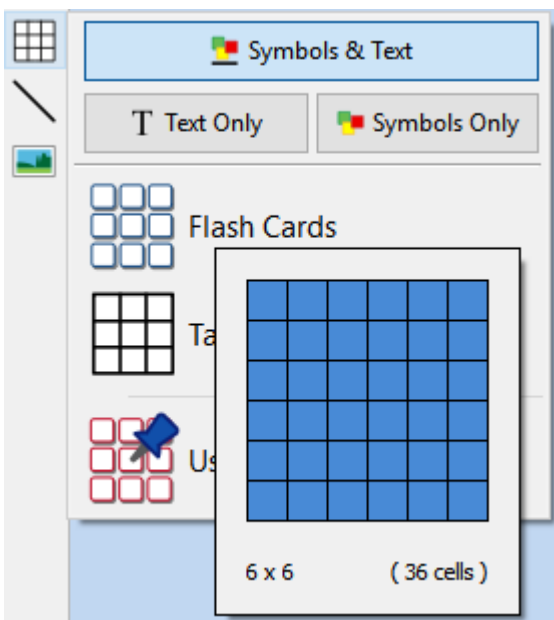 Symbols & Text
T Text Only
Symbols Only
Flash Cards
Ta
Us
6 x 6
( 36 cells )